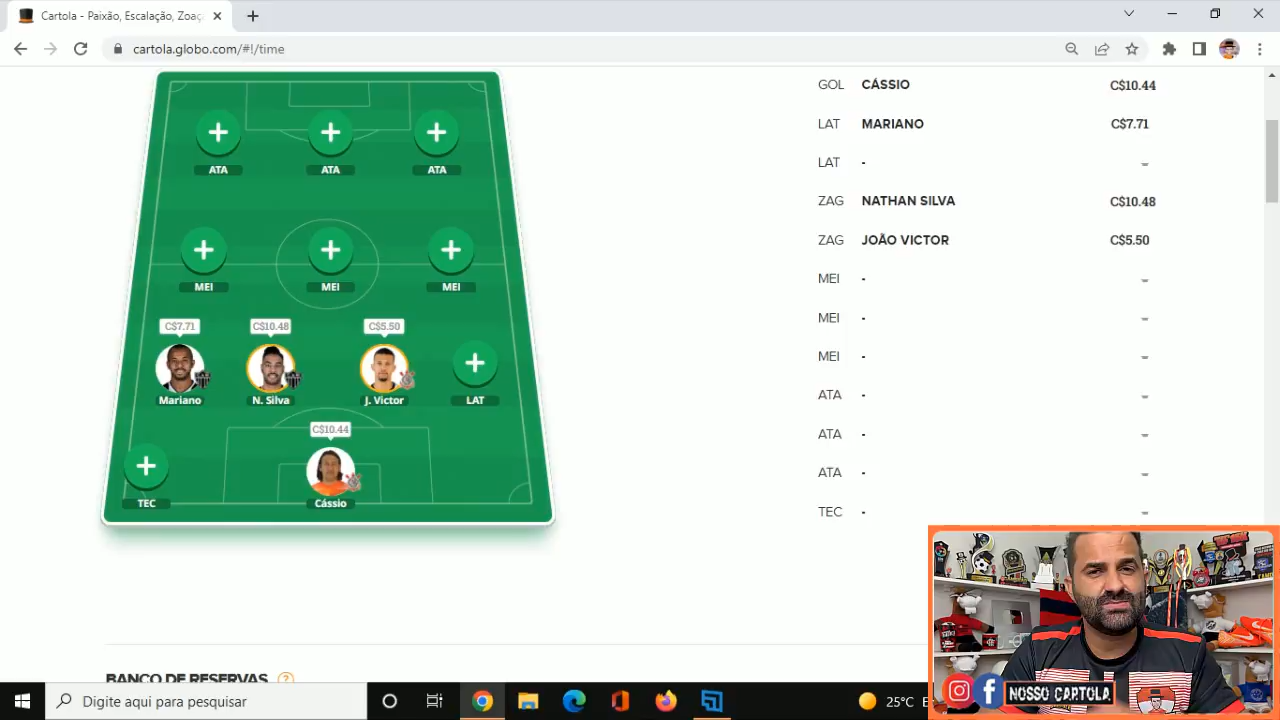 Cartola - Paixão, Escalação, Zoaç
cartola.globo.com/#!/time
ATA
ATA
ATA
MEI
MEI
MEI
C$7.71
C$10.48
C$5.50
Mariano
N. Silva
J. Victor
LAT
C$10.44
TEC
Cássio
GOL CÁSSIO C$10.44
LAT MARIANO C$7.71
LAT - -
ZAG NATHAN SILVA C$10.48
ZAG JOÃO VICTOR C$5.50
MEI - -
MEI - -
MEI - -
ATA - -
ATA - -
ATA - -
TEC - -
BANCO DE RESERVAS ?
NOSSO CARTOLA
Digite aqui para pesquisar
25°C